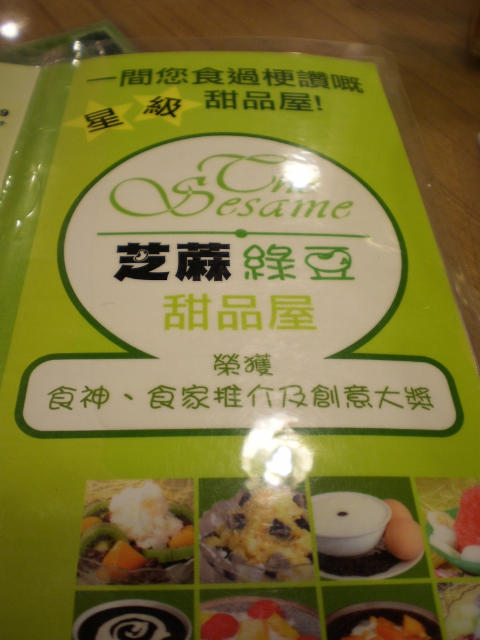 一間您食過梗讚嘅
星級 甜品屋!
The
Sesame
芝蔴綠豆
甜品屋
榮獲
食神、食家推介及創意大獎